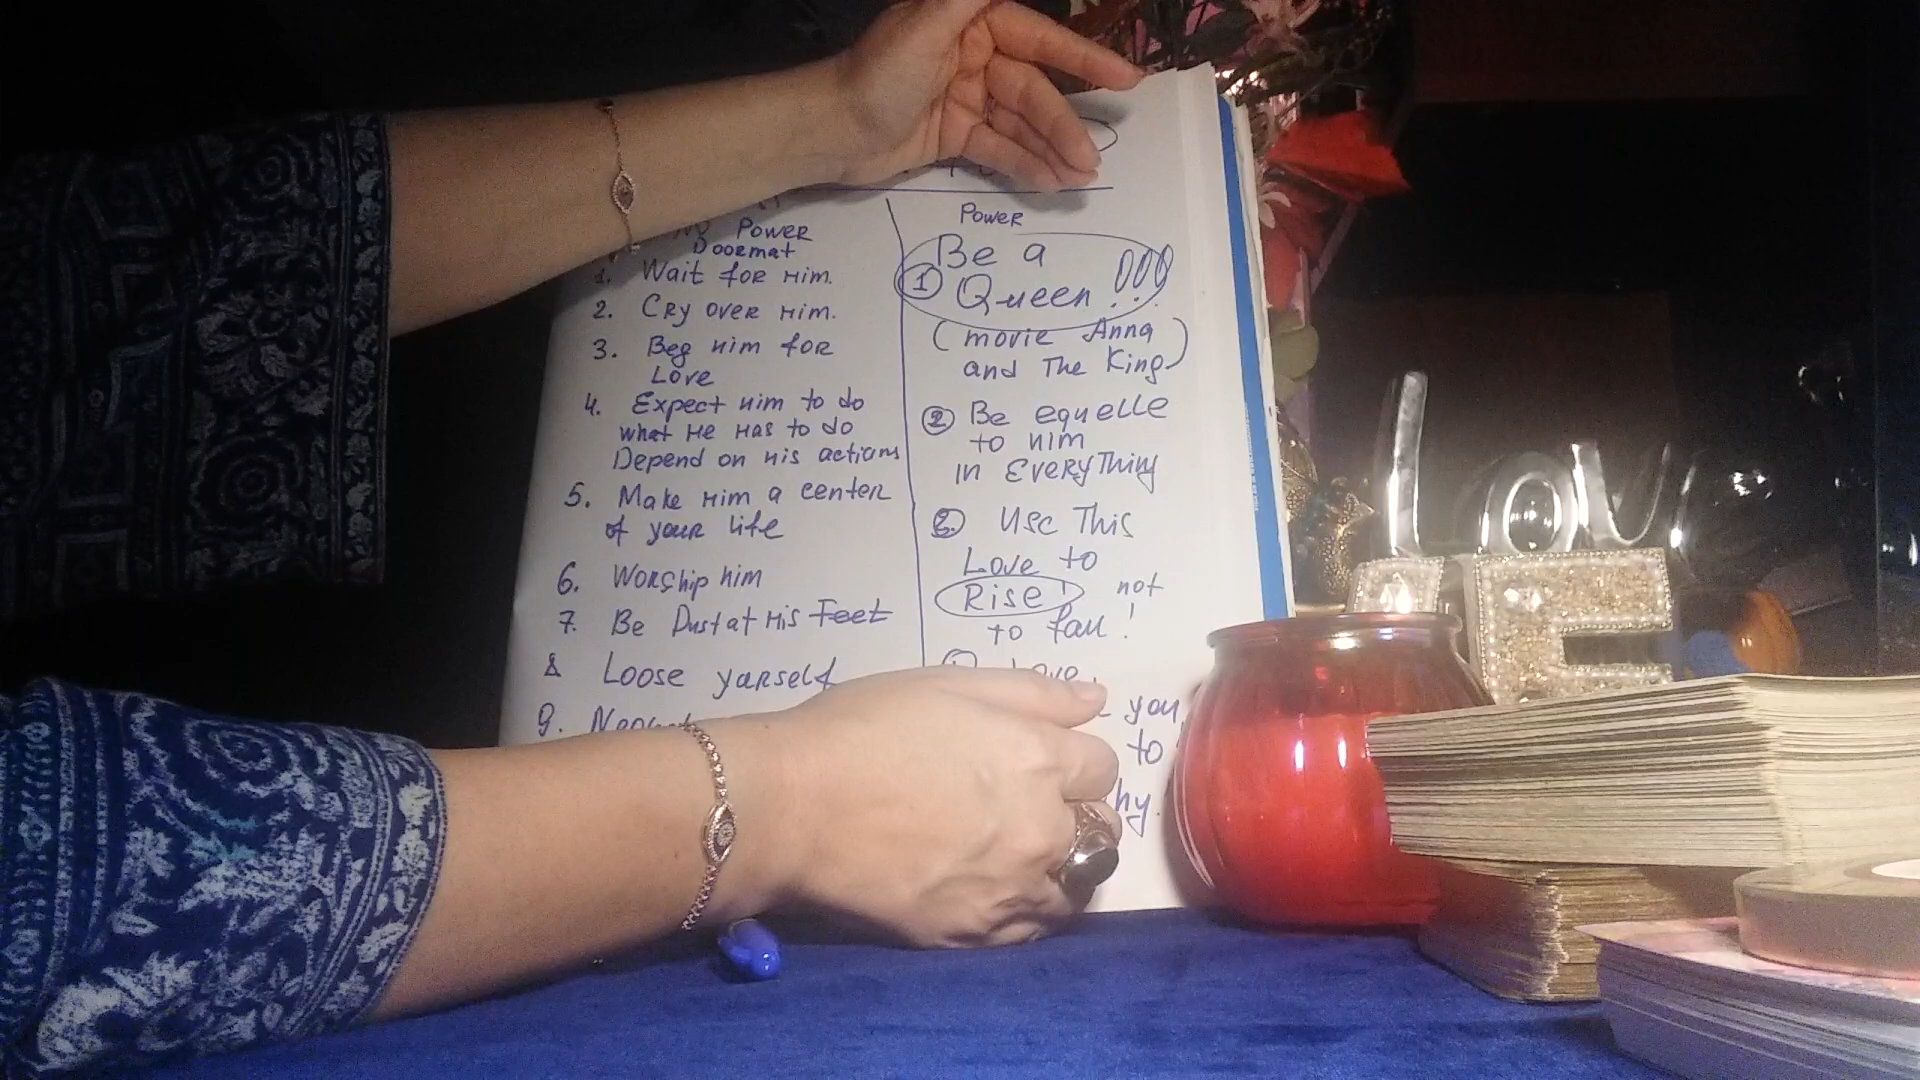 Power
Doormat
1. Wait for Him.
2. Cry over Him.
3. Beg him for
Love
4. Expect him to do
what He Has to do
Depend on his actions
5. Make Him a center
of your life
6. Worship him
7. Be Dust at His Feet
8 Loose yourself
9.
Power
Be a
① Queen!!!
(movie Anna
and The King)
② Be equelle
to him
in Everything
3. Use This
Love to
Rise! not
to fall!
you
to
LOV
E